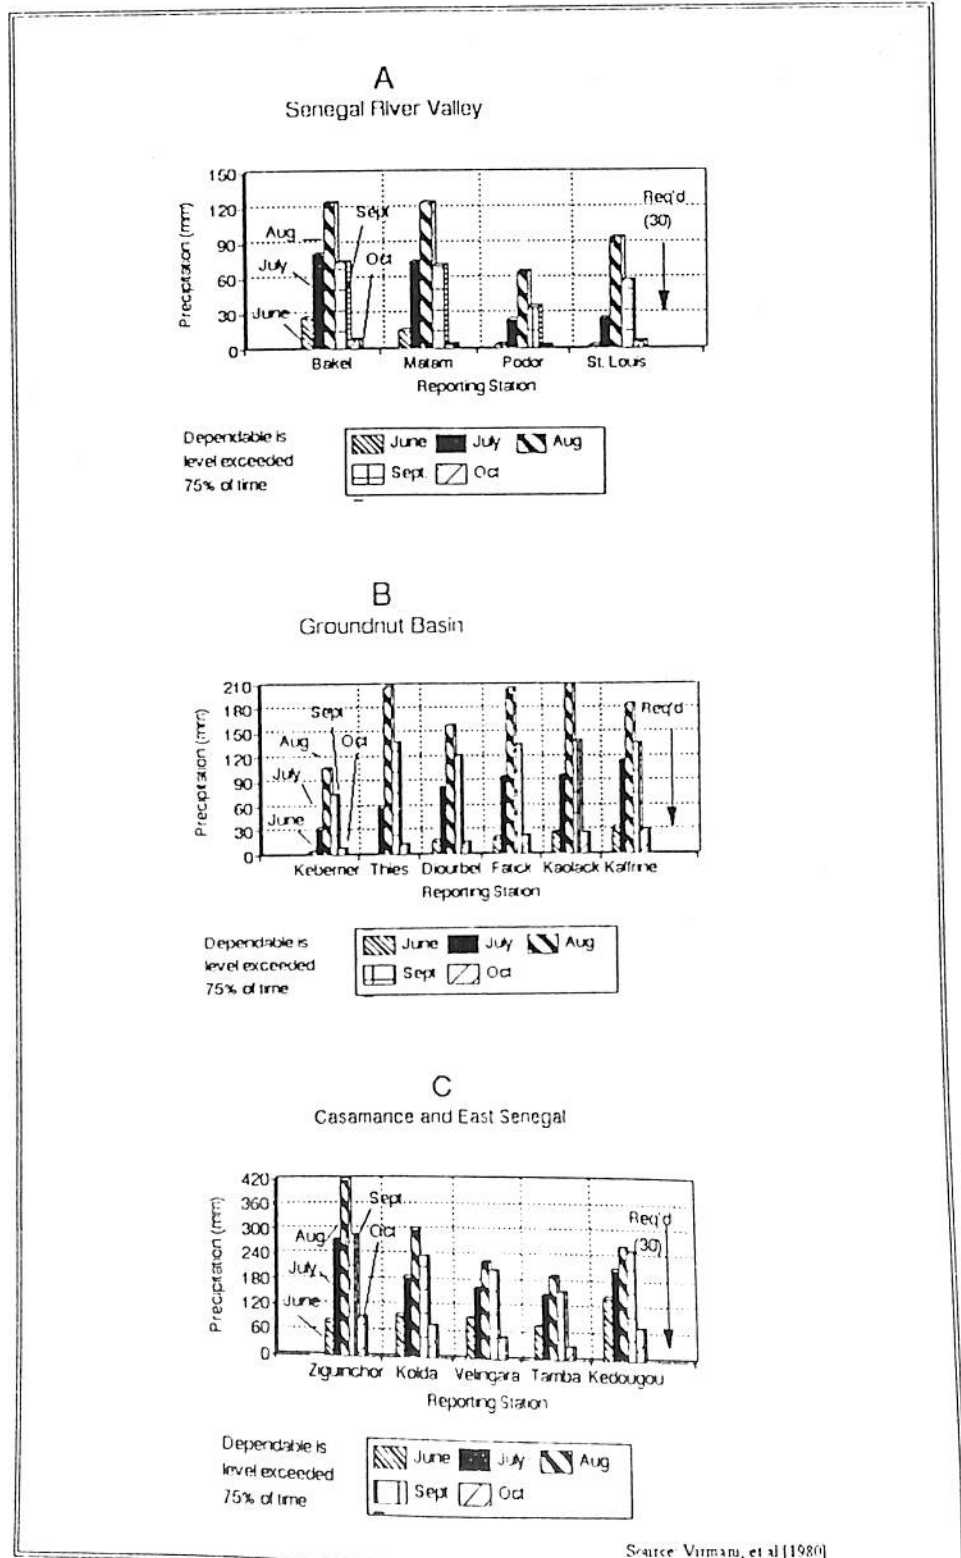 A
Senegal River Valley
Precipitation (mm)
150
120
90
60
30
0
June
July
Aug
Sept
Oct
Req'd
(30)
Bakel Matam Podor St. Louis
Reporting Station
Dependable is
level exceeded
75% of time
June July Aug
Sept. Oct
B
Groundnut Basin
Precipitation (mm)
210
180
150
120
90
60
30
0
June
July
Aug
Sept
Oct
Req'd
Keberner Thies Diourbel Fatick Kaolack Kaffrine
Reporting Station
Dependable is
level exceeded
75% of time
June July Aug
Sept Oct
C
Casamance and East Senegal
Precipitation (mm)
420
360
300
240
180
120
60
0
June
July
Aug
Sept
Oct
Req'd
(30)
Ziguinchor Kolda Velingara Tamba Kedougou
Reporting Station
Dependable is
level exceeded
75% of time
June July Aug
Sept Oct
Source: Virmani, et al [1980]